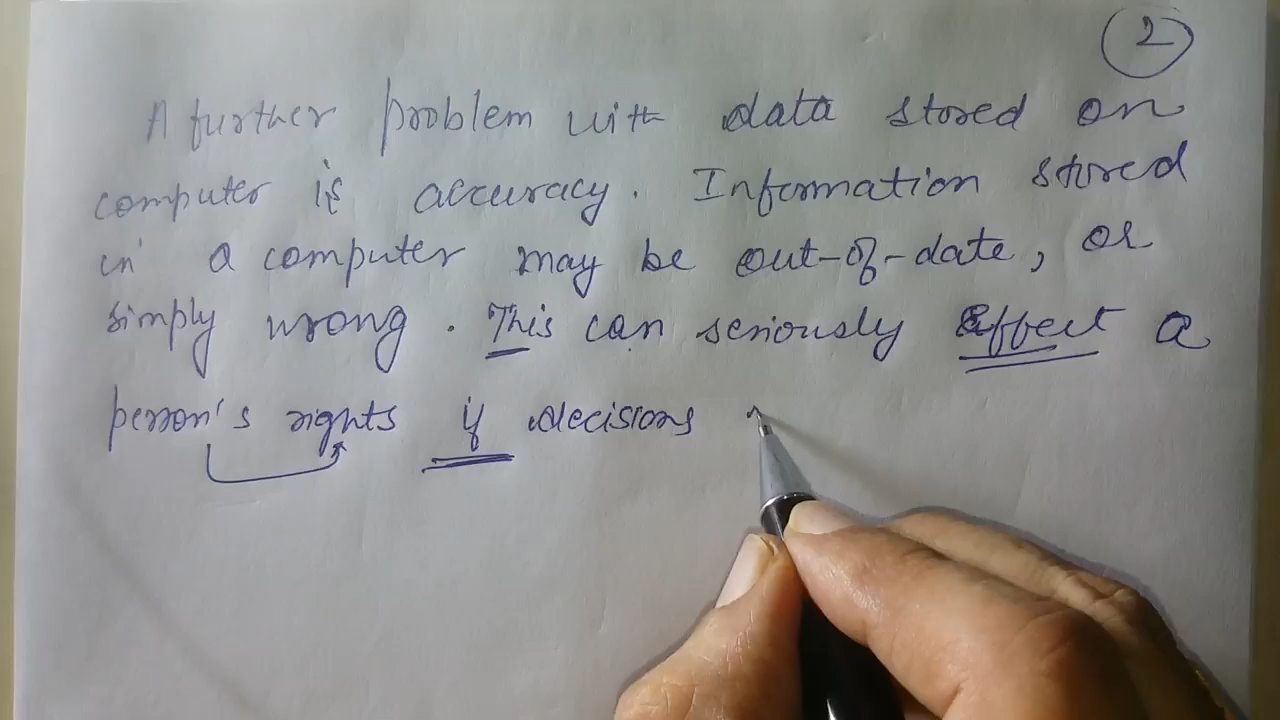 2
A further problem with data stored on
computer is accuracy. Information stored
in a computer may be out-of-date, or
simply wrong. This can seriously affect a
person's rights if decisions